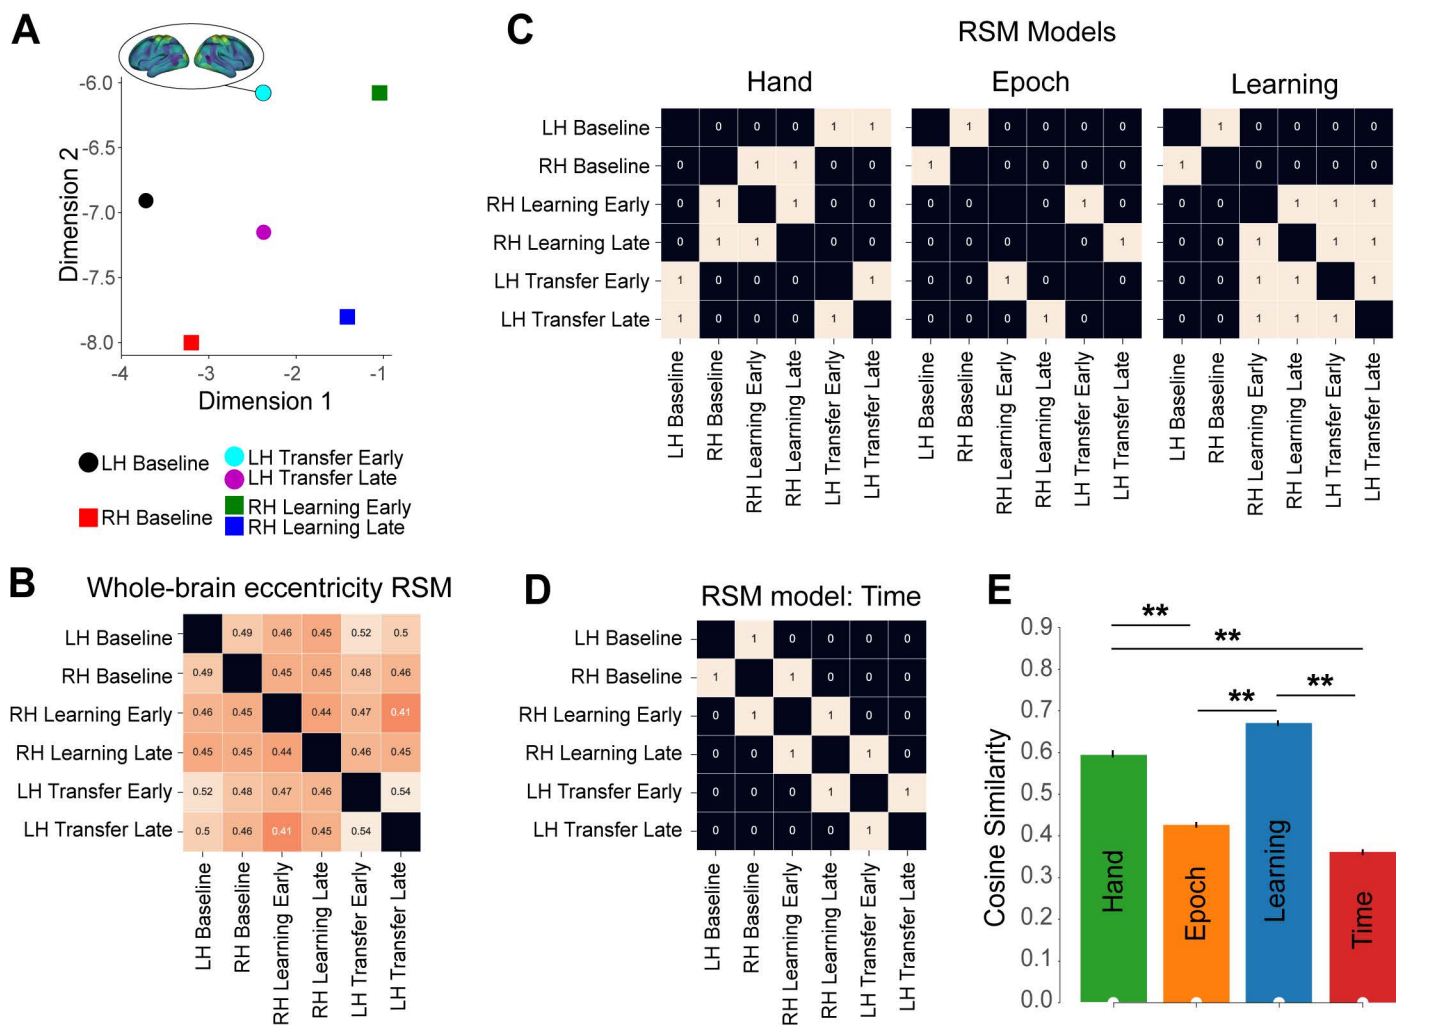 A
-6.0
-6.5
-7.0
-7.5
-8.0
Dimension 2
-4 -3 -2 -1
Dimension 1
LH Baseline
LH Transfer Early
LH Transfer Late
RH Baseline
RH Learning Early
RH Learning Late
B
Whole-brain eccentricity RSM
LH Baseline 0.49 0.46 0.45 0.52 0.5
RH Baseline 0.49 0.45 0.45 0.48 0.46
RH Learning Early 0.46 0.45 0.44 0.47 0.41
RH Learning Late 0.45 0.45 0.44 0.46 0.45
LH Transfer Early 0.52 0.48 0.47 0.46 0.54
LH Transfer Late 0.5 0.46 0.41 0.45 0.54
LH Baseline
RH Baseline
RH Learning Early
RH Learning Late
LH Transfer Early
LH Transfer Late
C
RSM Models
Hand Epoch Learning
LH Baseline 0 0 0 1 1 1 0 0 0 0 1 0 0 0 0
RH Baseline 0 1 1 0 0 1 0 0 0 0 1 0 0 0 0
RH Learning Early 0 1 1 0 0 0 0 0 1 0 0 0 1 1 1
RH Learning Late 0 1 1 0 0 0 0 0 0 1 0 0 1 1 1
LH Transfer Early 1 0 0 0 1 0 0 1 0 0 0 0 1 1 1
LH Transfer Late 1 0 0 0 1 0 0 0 1 0 0 0 1 1 1
LH Baseline
RH Baseline
RH Learning Early
RH Learning Late
LH Transfer Early
LH Transfer Late
LH Baseline
RH Baseline
RH Learning Early
RH Learning Late
LH Transfer Early
LH Transfer Late
LH Baseline
RH Baseline
RH Learning Early
RH Learning Late
LH Transfer Early
LH Transfer Late
D
RSM model: Time
LH Baseline 1 0 0 0 0
RH Baseline 1 1 0 0 0
RH Learning Early 0 1 1 0 0
RH Learning Late 0 0 1 1 0
LH Transfer Early 0 0 0 1 1
LH Transfer Late 0 0 0 0 1
LH Baseline
RH Baseline
RH Learning Early
RH Learning Late
LH Transfer Early
LH Transfer Late
E
**
**
**
**
0.9
0.8
0.7
0.6
0.5
0.4
0.3
0.2
0.1
0.0
Cosine Similarity
Hand
Epoch
Learning
Time